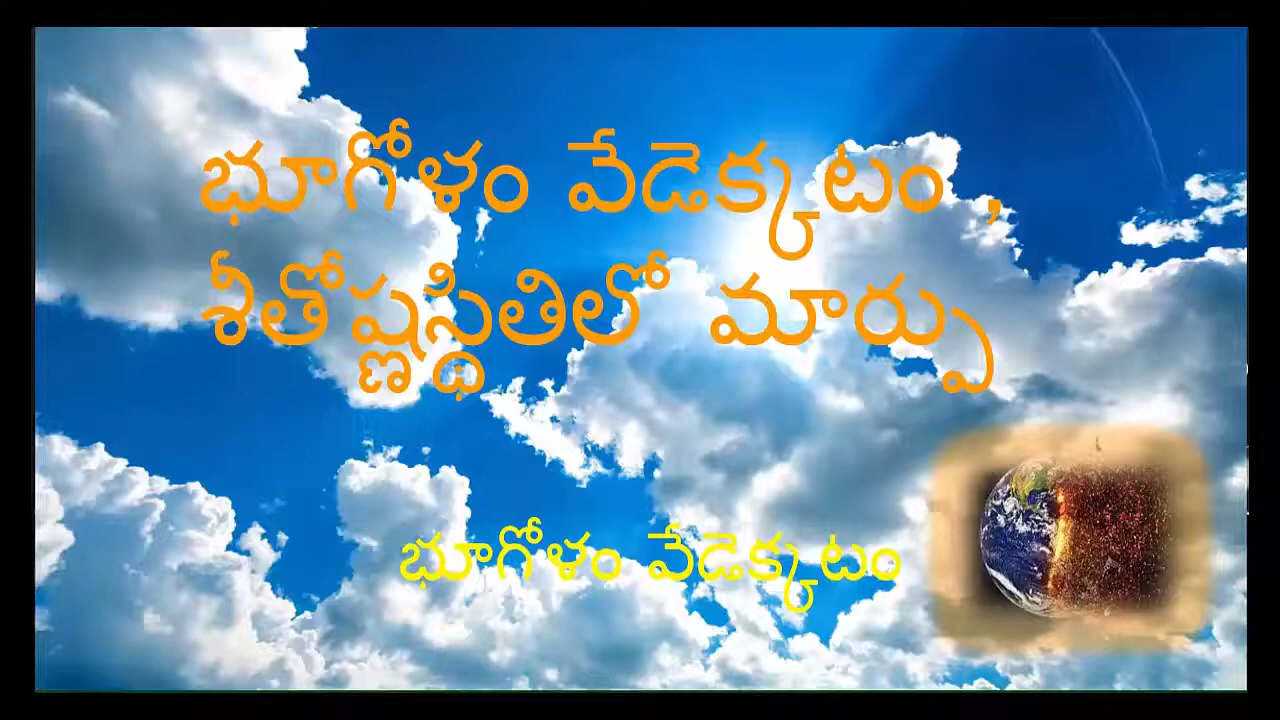 భూగోళం వేడెక్కటం ,
శీతోష్ణస్థితిలో మార్పు
భూగోళం వేడెక్కటం